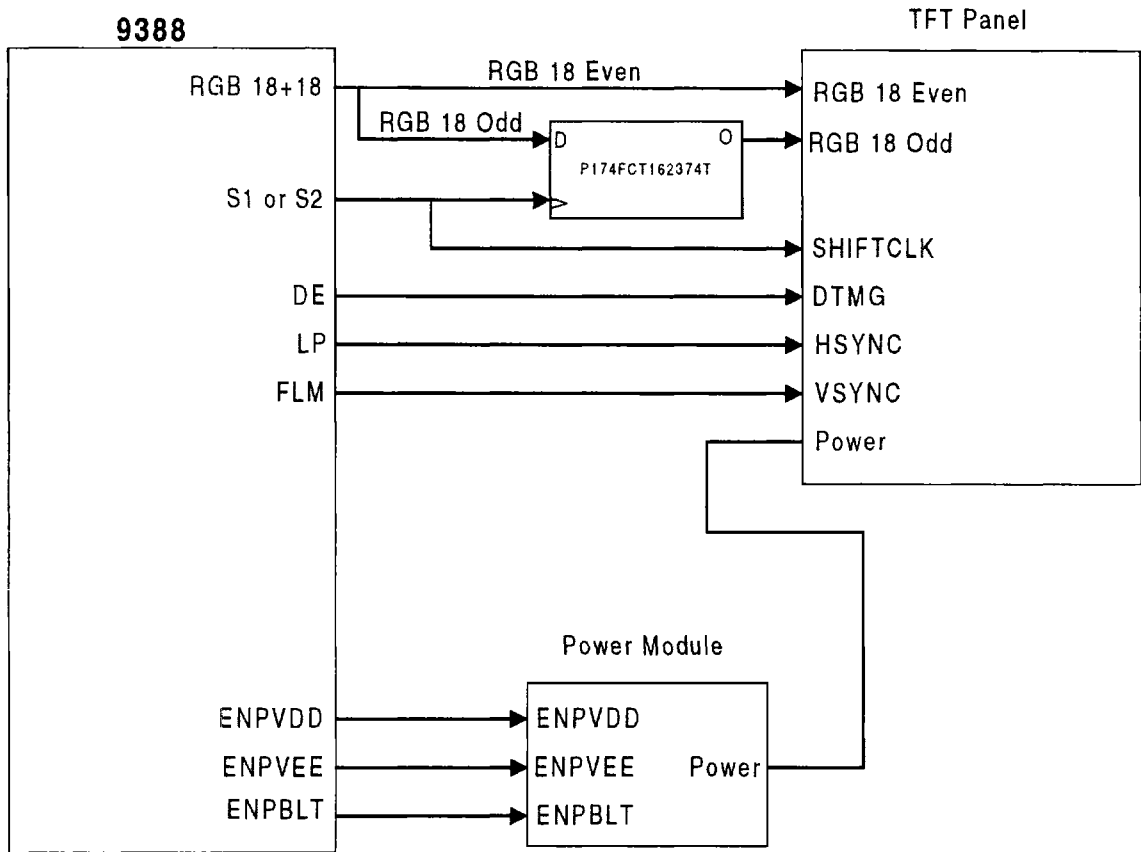 9388
TFT Panel
RGB 18+18
RGB 18 Even
RGB 18 Even
RGB 18 Odd
D
O
P174FCT162374T
RGB 18 Odd
S1 or S2
SHIFTCLK
DE
DTMG
LP
HSYNC
FLM
VSYNC
Power
Power Module
ENPVDD
ENPVDD
ENPVEE
ENPVEE
Power
ENPBLT
ENPBLT